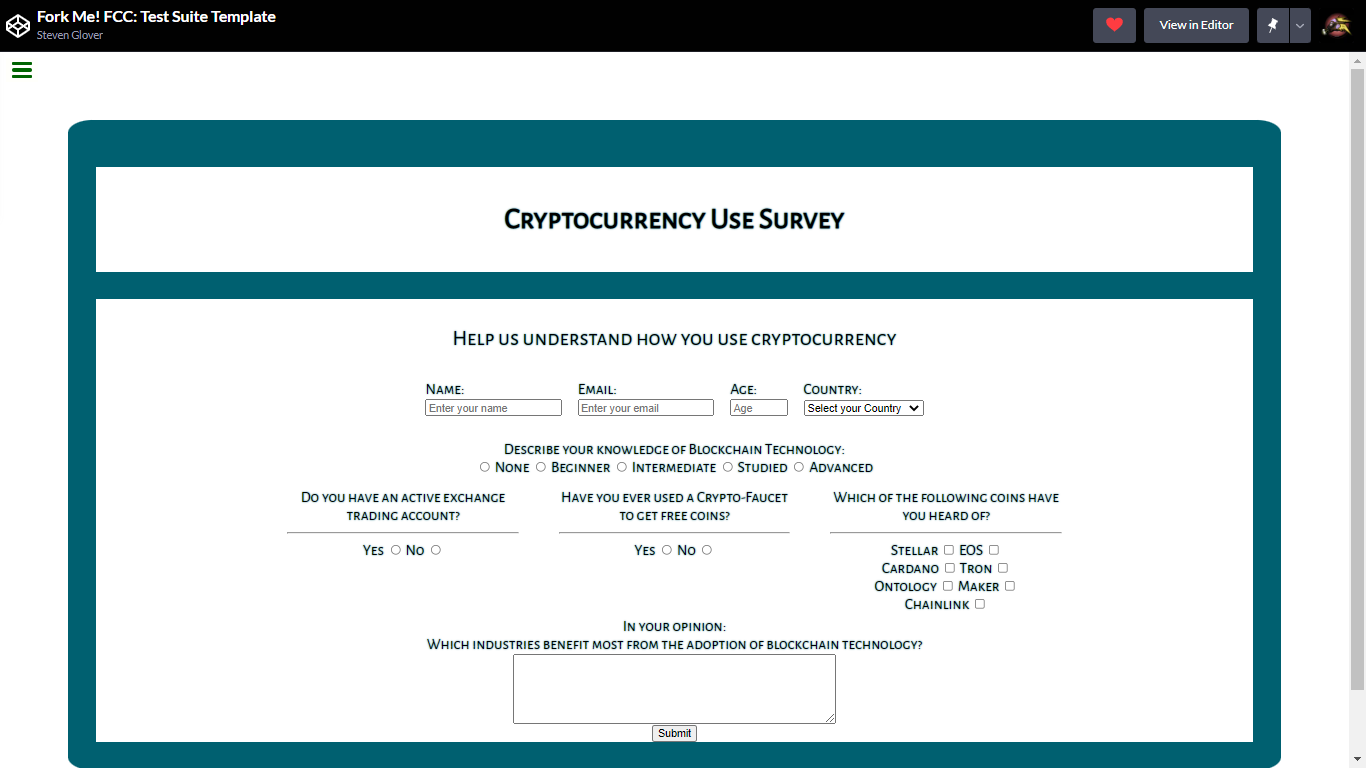 Fork Me! FCC: Test Suite Template
Steven Glover
View in Editor
Cryptocurrency Use Survey
Help us understand how you use cryptocurrency
Name: Email: Age: Country:
Enter your name Enter your email Age Select your Country
Describe your knowledge of Blockchain Technology:
None Beginner Intermediate Studied Advanced
Do you have an active exchange
trading account?
Yes No
Have you ever used a Crypto-Faucet
to get free coins?
Yes No
Which of the following coins have
you heard of?
Stellar EOS
Cardano Tron
Ontology Maker
Chainlink
In your opinion:
Which industries benefit most from the adoption of blockchain technology?
Submit